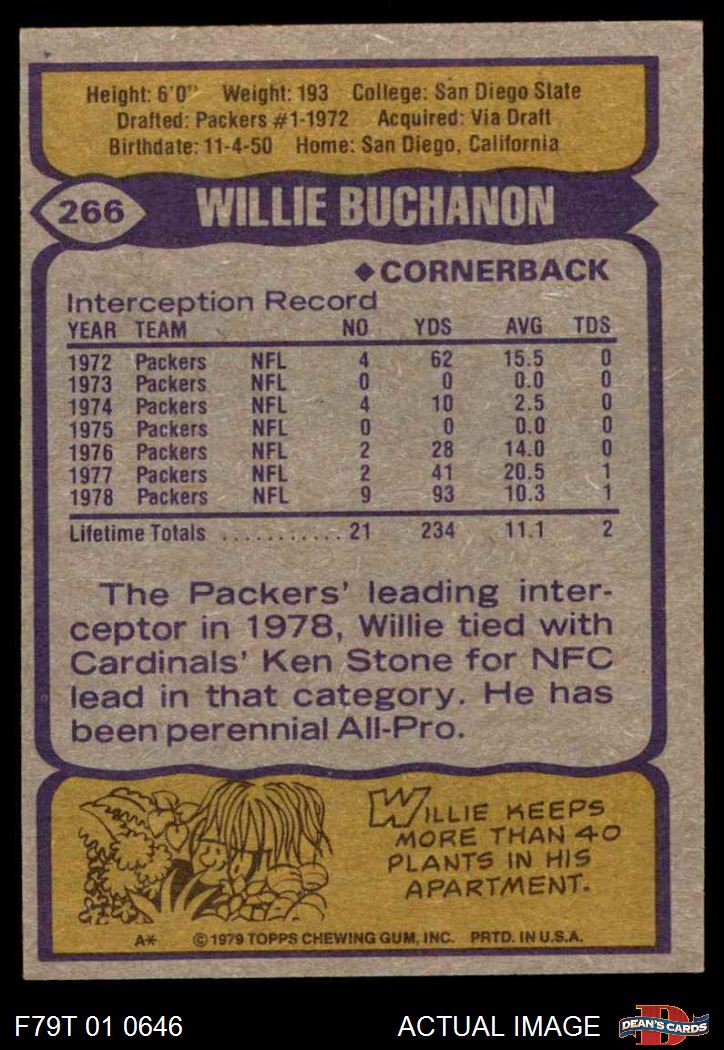 Height: 6'0" Weight: 193 College: San Diego State
Drafted: Packers #1-1972 Acquired: Via Draft
Birthdate: 11-4-50 Home: San Diego, California
266 WILLIE BUCHANON
◆CORNERBACK
Interception Record
YEAR TEAM NO YDS AVG TDS
1972 Packers NFL 4 62 15.5 0
1973 Packers NFL 0 0 0.0 0
1974 Packers NFL 4 10 2.5 0
1975 Packers NFL 0 0 0.0 0
1976 Packers NFL 2 28 14.0 0
1977 Packers NFL 2 41 20.5 1
1978 Packers NFL 9 93 10.3 1
Lifetime Totals ........... 21 234 11.1 2
The Packers' leading inter-
ceptor in 1978, Willie tied with
Cardinals' Ken Stone for NFC
lead in that category. He has
been perennial All-Pro.
WILLIE KEEPS
MORE THAN 40
PLANTS IN HIS
APARTMENT.
A* ©1979 TOPPS CHEWING GUM, INC. PRTD. IN U.S.A.
F79T 01 0646 ACTUAL IMAGE D DEAN'S CARDS